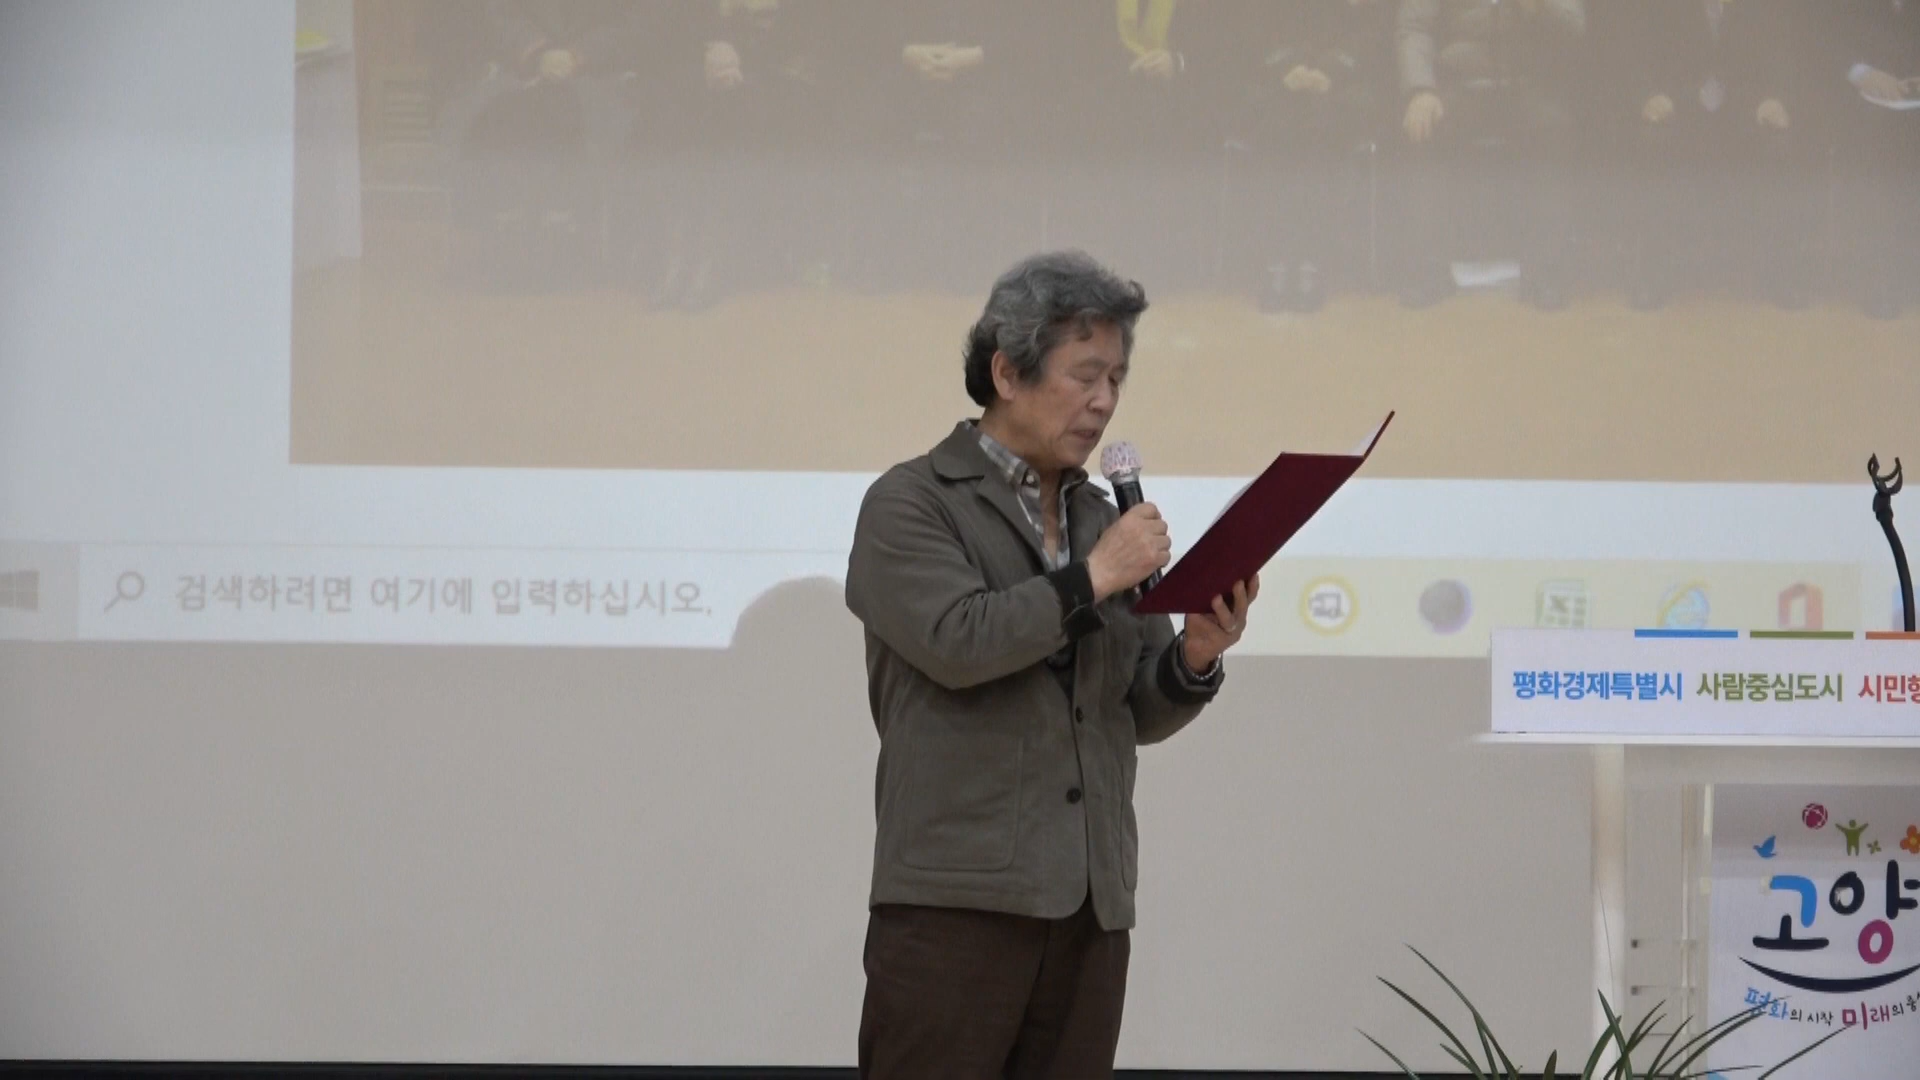 검색하려면 여기에 입력하십시오.
평화경제특별시 사람중심도시 시민행
고양
평화의 시작 미래의